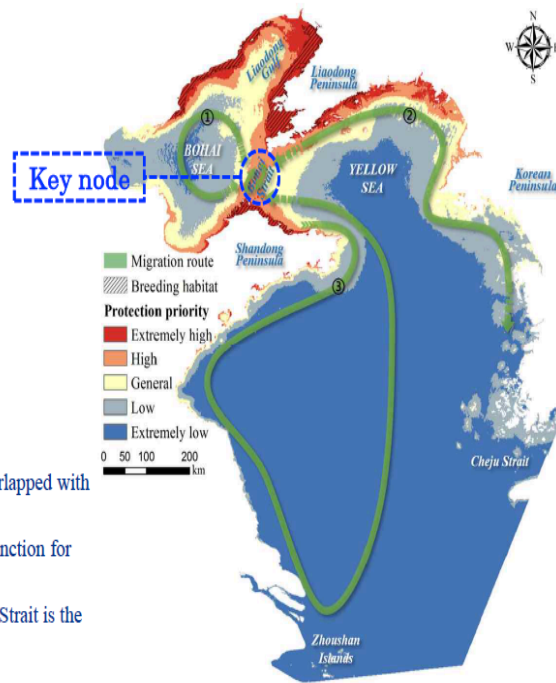 N
W
E
S
Liaodong
Gulf
Liaodong
Peninsula
①
②
BOHAI
SEA
Key node
Strait
YELLOW
SEA
Korean
Peninsula
Shandong
Peninsula
③
Migration route
Breeding habitat
Protection priority
Extremely high
High
General
Low
Extremely low
0 50 100 200
km
Cheju Strait
rlapped with
nction for
Strait is the
Zhoushan
Islands